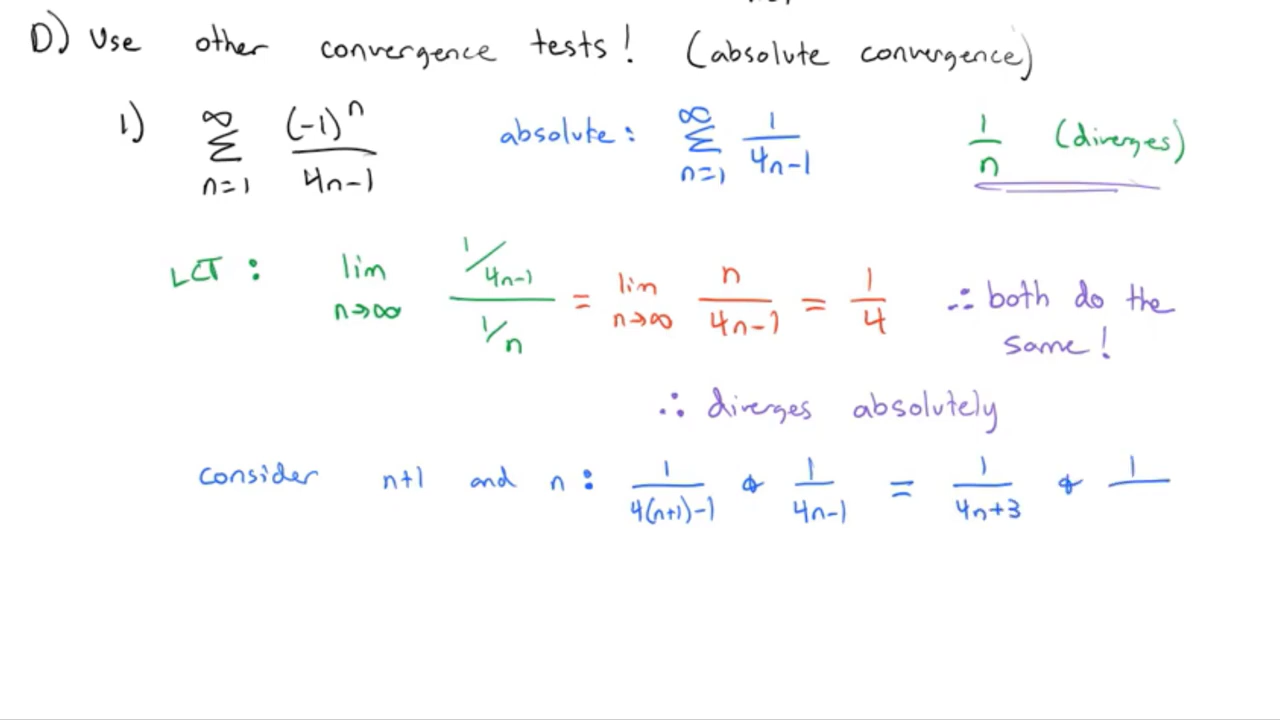 D) Use other convergence tests! (absolute convergence)
1) ∞ Σ n=1 (-1)^n / 4n-1 absolute: ∞ Σ n=1 1 / 4n-1 1/n (diverges)
LCT: lim n→∞ (1/4n-1) / (1/n) = lim n→∞ n / 4n-1 = 1/4 ∴ both do the
same!
∴ diverges absolutely
consider n+1 and n: 1 / 4(n+1)-1 & 1 / 4n-1 = 1 / 4n+3 & 1 /